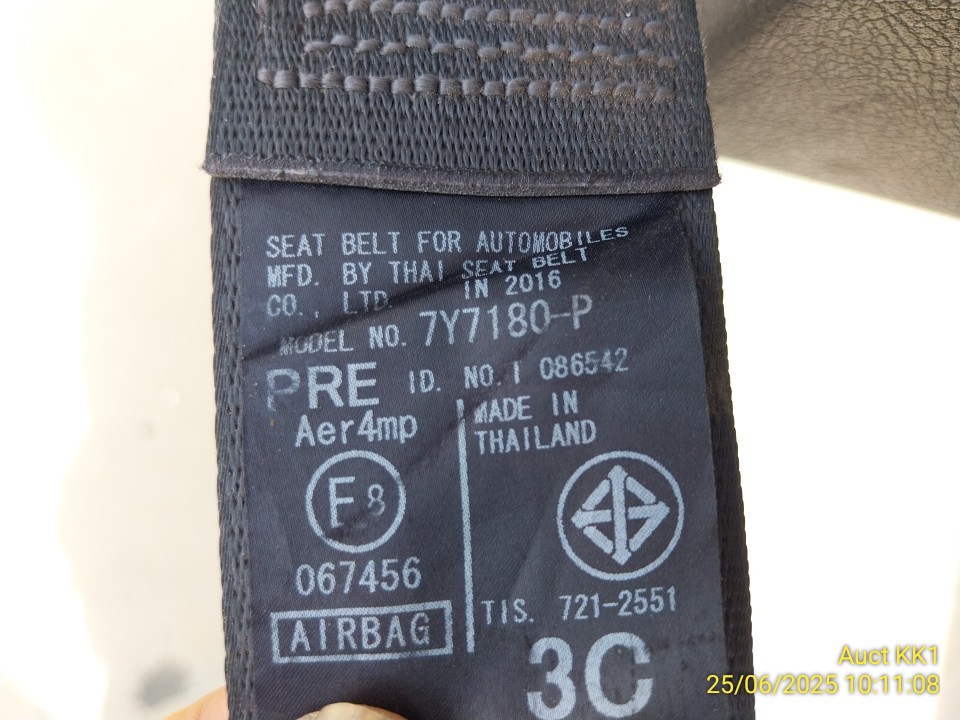 SEAT BELT FOR AUTOMOBILES
MFD. BY THAI SEAT BELT
CO., LTD. IN 2016
MODEL NO. 7Y7180-P
PRE ID. NO. T 086542
Aer4mp
MADE IN
THAILAND
E8
067456
AIRBAG
TIS. 721-2551
3C
Auct KK1
25/06/2025 10:11:08